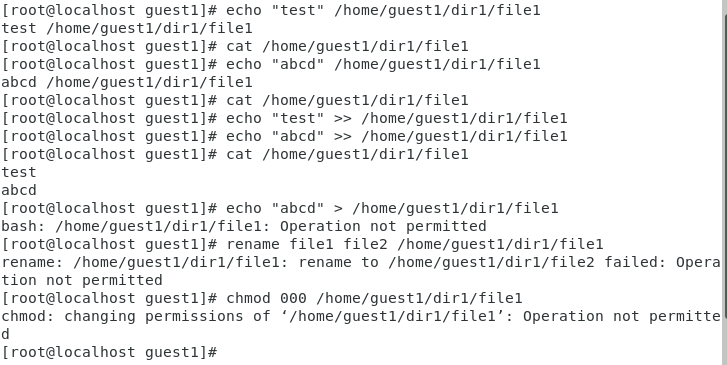 [root@localhost guest1]# echo "test" /home/guest1/dir1/file1
test /home/guest1/dir1/file1
[root@localhost guest1]# cat /home/guest1/dir1/file1
[root@localhost guest1]# echo "abcd" /home/guest1/dir1/file1
abcd /home/guest1/dir1/file1
[root@localhost guest1]# cat /home/guest1/dir1/file1
[root@localhost guest1]# echo "test" >> /home/guest1/dir1/file1
[root@localhost guest1]# echo "abcd" >> /home/guest1/dir1/file1
[root@localhost guest1]# cat /home/guest1/dir1/file1
test
abcd
[root@localhost guest1]# echo "abcd" > /home/guest1/dir1/file1
bash: /home/guest1/dir1/file1: Operation not permitted
[root@localhost guest1]# rename file1 file2 /home/guest1/dir1/file1
rename: /home/guest1/dir1/file1: rename to /home/guest1/dir1/file2 failed: Opera
tion not permitted
[root@localhost guest1]# chmod 000 /home/guest1/dir1/file1
chmod: changing permissions of ‘/home/guest1/dir1/file1’: Operation not permitte
d
[root@localhost guest1]#